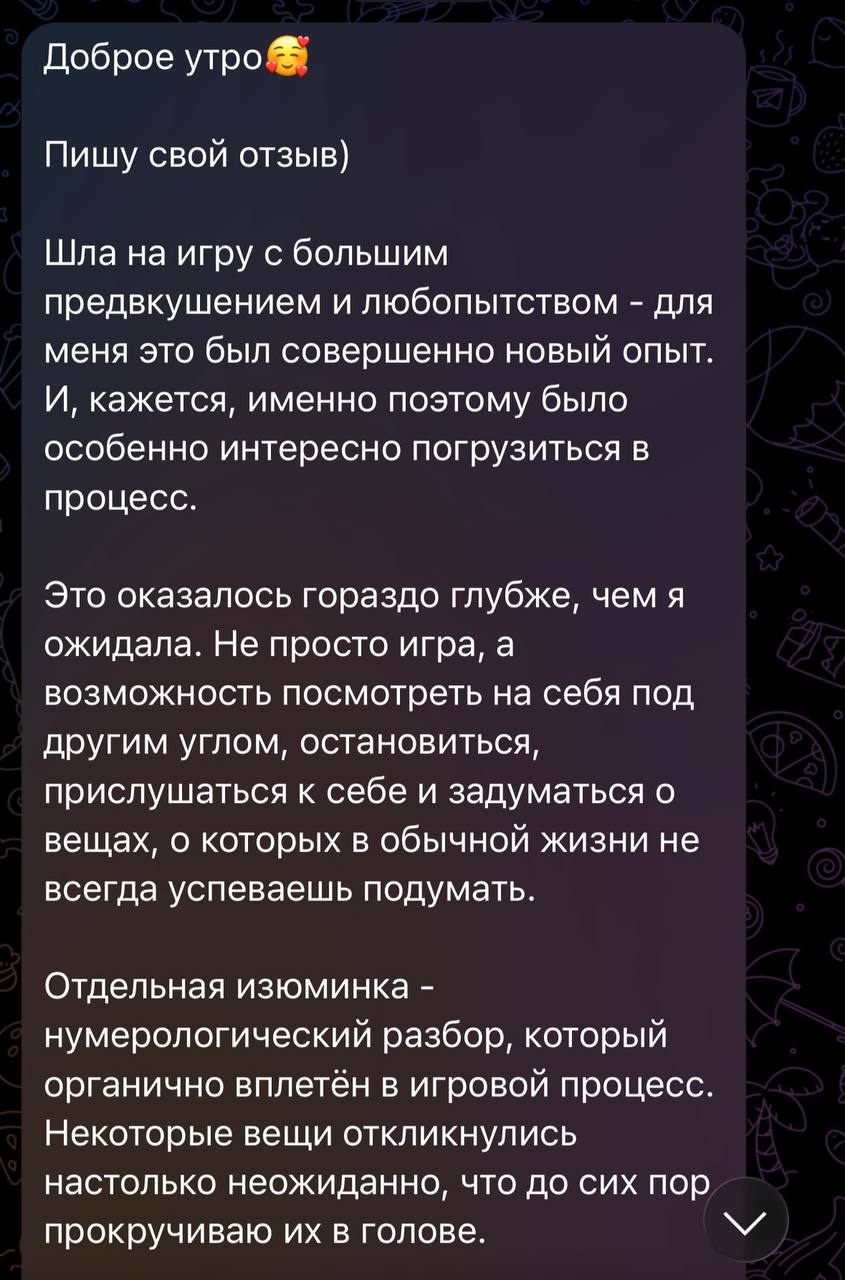 Доброе утро🥰
Пишу свой отзыв)
Шла на игру с большим
предвкушением и любопытством - для
меня это был совершенно новый опыт.
И, кажется, именно поэтому было
особенно интересно погрузиться в
процесс.
Это оказалось гораздо глубже, чем я
ожидала. Не просто игра, а
возможность посмотреть на себя под
другим углом, остановиться,
прислушаться к себе и задуматься о
вещах, о которых в обычной жизни не
всегда успеваешь подумать.
Отдельная изюминка -
нумерологический разбор, который
органично вплетён в игровой процесс.
Некоторые вещи откликнулись
настолько неожиданно, что до сих пор
прокручиваю их в голове.